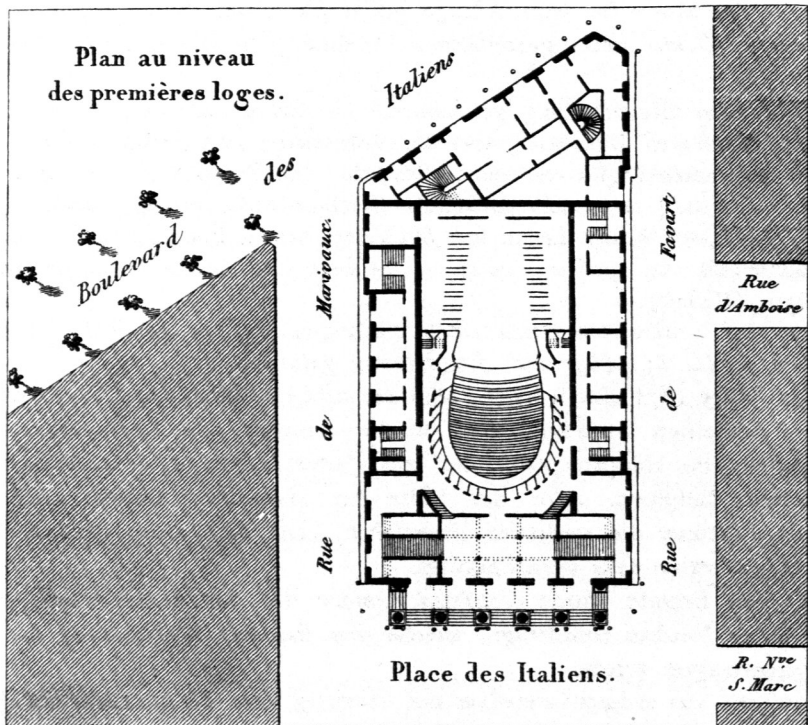 Plan au niveau
des premières loges.
Boulevard des Italiens
Rue de Marivaux.
Rue de Favart
Rue
d'Amboise
Place des Italiens.
R. Nve
S. Marc